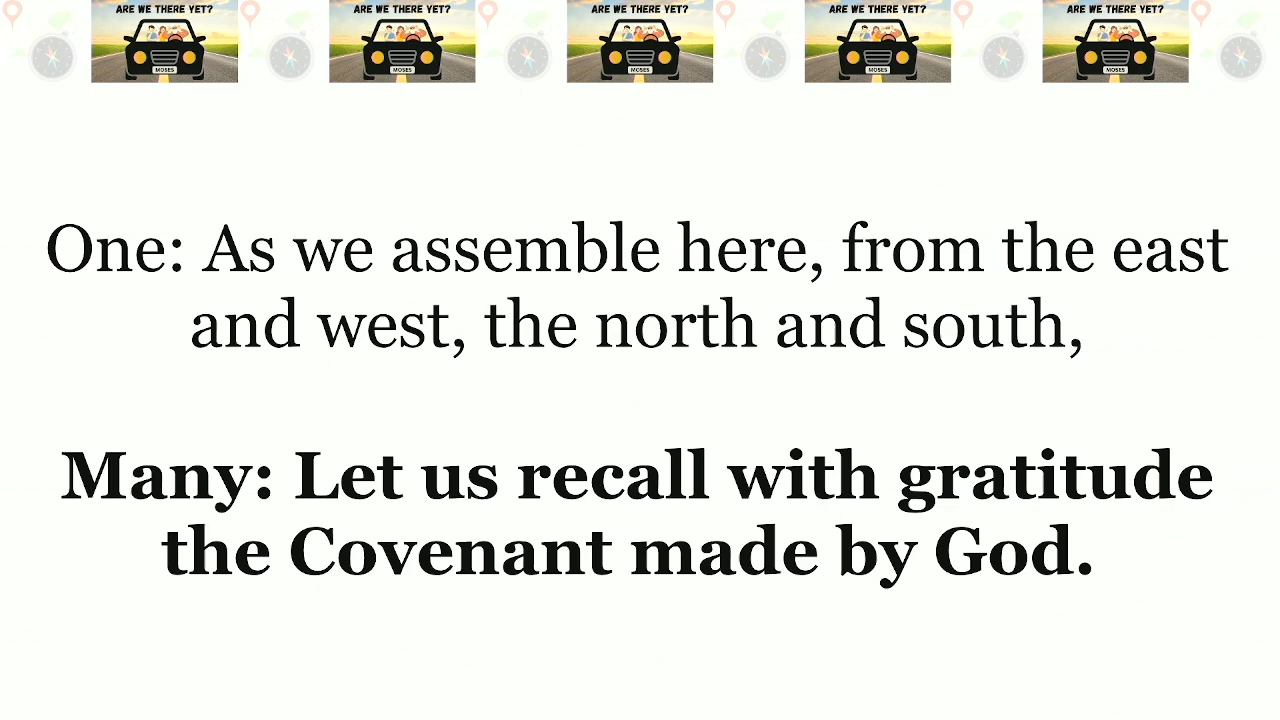 ARE WE THERE YET? ARE WE THERE YET? ARE WE THERE YET? ARE WE THERE YET? ARE WE THERE YET?
MOSES MOSES MOSES MOSES MOSES
One: As we assemble here, from the east
and west, the north and south,
Many: Let us recall with gratitude
the Covenant made by God.